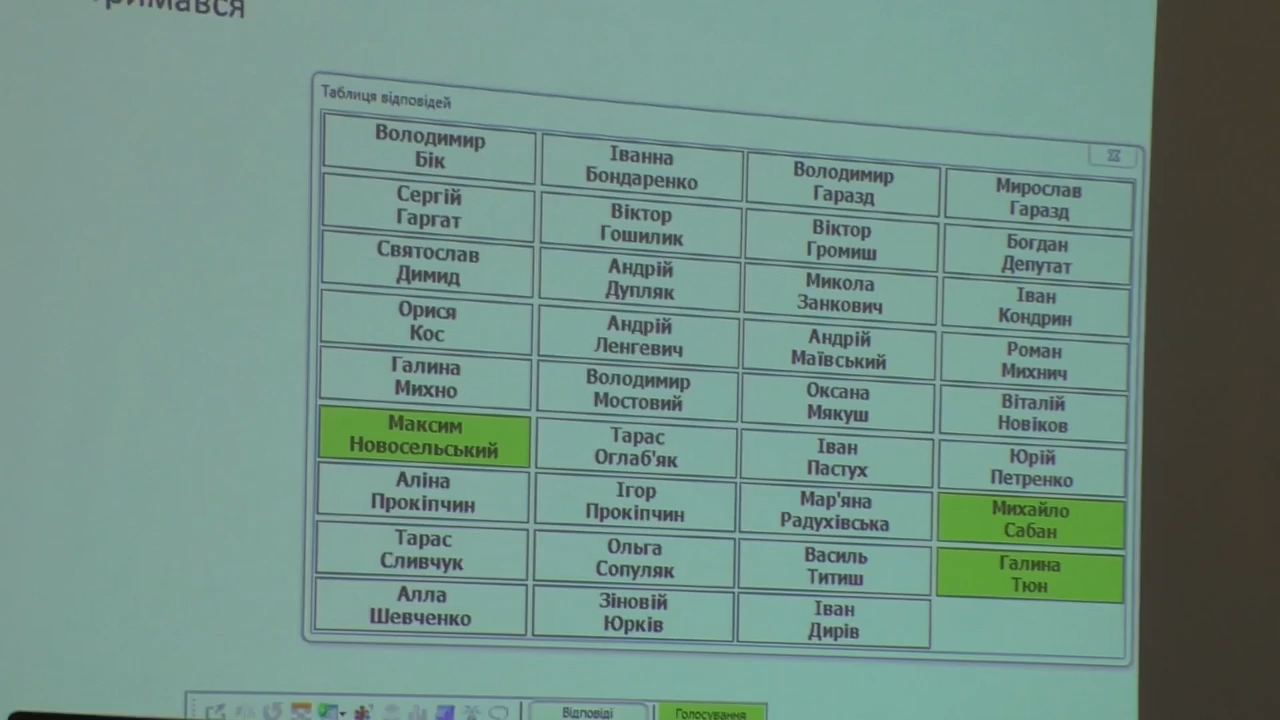 тримався
Таблиця відповідей
Володимир
Бік
Іванна
Бондаренко
Володимир
Гаразд
Мирослав
Гаразд
Сергій
Гаргат
Віктор
Гошилик
Віктор
Громиш
Богдан
Депутат
Святослав
Димид
Андрій
Дупляк
Микола
Занкович
Іван
Кондрин
Орися
Кос
Андрій
Ленгевич
Андрій
Маївський
Роман
Михнич
Галина
Михно
Володимир
Мостовий
Оксана
Мякуш
Віталій
Новіков
Максим
Новосельський
Тарас
Оглаб'як
Іван
Пастух
Юрій
Петренко
Аліна
Прокіпчин
Ігор
Прокіпчин
Мар'яна
Радухівська
Михайло
Сабан
Тарас
Сливчук
Ольга
Сопуляк
Василь
Титиш
Галина
Тюн
Алла
Шевченко
Зіновій
Юрків
Іван
Дирів
Відповіді
Голосування